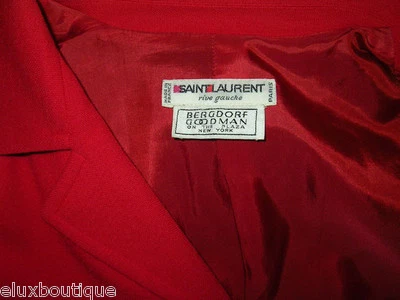 SAINT LAURENT
rive gauche
MADE IN FRANCE
PARIS
BERGDORF
GOODMAN
ON THE PLAZA
NEW YORK
eluxboutique